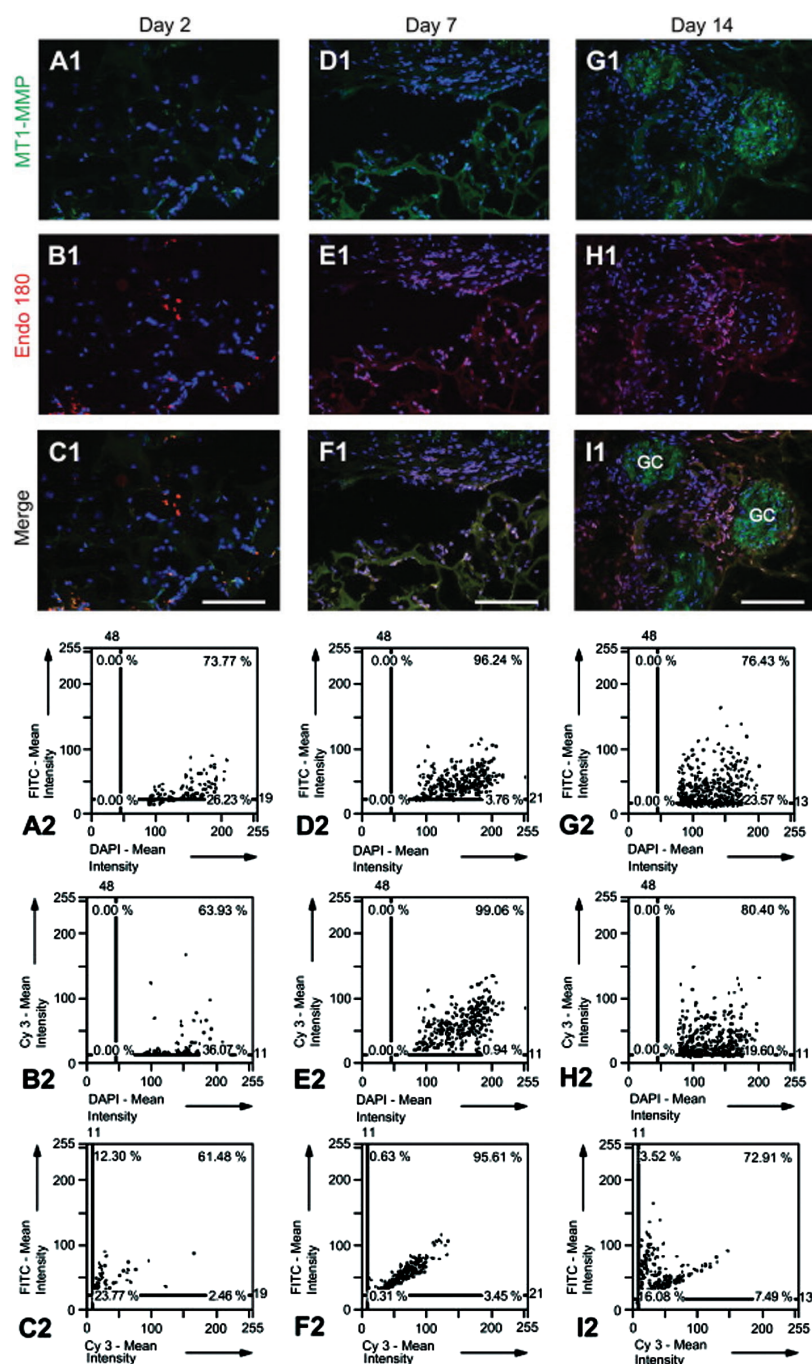 Day 2 Day 7 Day 14
MT1-MMP
A1 D1 G1
Endo 180
B1 E1 H1
Merge
C1 F1 I1
GC
GC
48 48 48
255 0.00 % 73.77 % 255 0.00 % 96.24 % 255 0.00 % 76.43 %
200 200 200
FITC - Mean Intensity FITC - Mean Intensity FITC - Mean Intensity
100 100 100
0.00 % 26.23 % 19 0.00 % 3.76 % 21 0.00 % 23.57 % 13
0 0 0
A2 0 100 200 255 D2 0 100 200 255 G2 0 100 200 255
DAPI - Mean DAPI - Mean DAPI - Mean
Intensity Intensity Intensity
48 48 48
255 0.00 % 63.93 % 255 0.00 % 99.06 % 255 0.00 % 80.40 %
200 200 200
Cy 3 - Mean Intensity Cy 3 - Mean Intensity Cy 3 - Mean Intensity
100 100 100
0.00 % 36.07 % 11 0.00 % 0.94 % 11 0.00 % 19.60 % 11
0 0 0
B2 0 100 200 255 E2 0 100 200 255 H2 0 100 200 255
DAPI - Mean DAPI - Mean DAPI - Mean
Intensity Intensity Intensity
11 11 11
255 12.30 % 61.48 % 255 0.63 % 95.61 % 255 3.52 % 72.91 %
200 200 200
FITC - Mean Intensity FITC - Mean Intensity FITC - Mean Intensity
100 100 100
23.77 % 2.46 % 19 0.31 % 3.45 % 21 16.08 % 7.49 % 13
0 0 0
C2 0 100 200 255 F2 0 100 200 255 I2 0 100 200 255
Cy 3 - Mean Cy 3 - Mean Cy 3 - Mean
Intensity Intensity Intensity